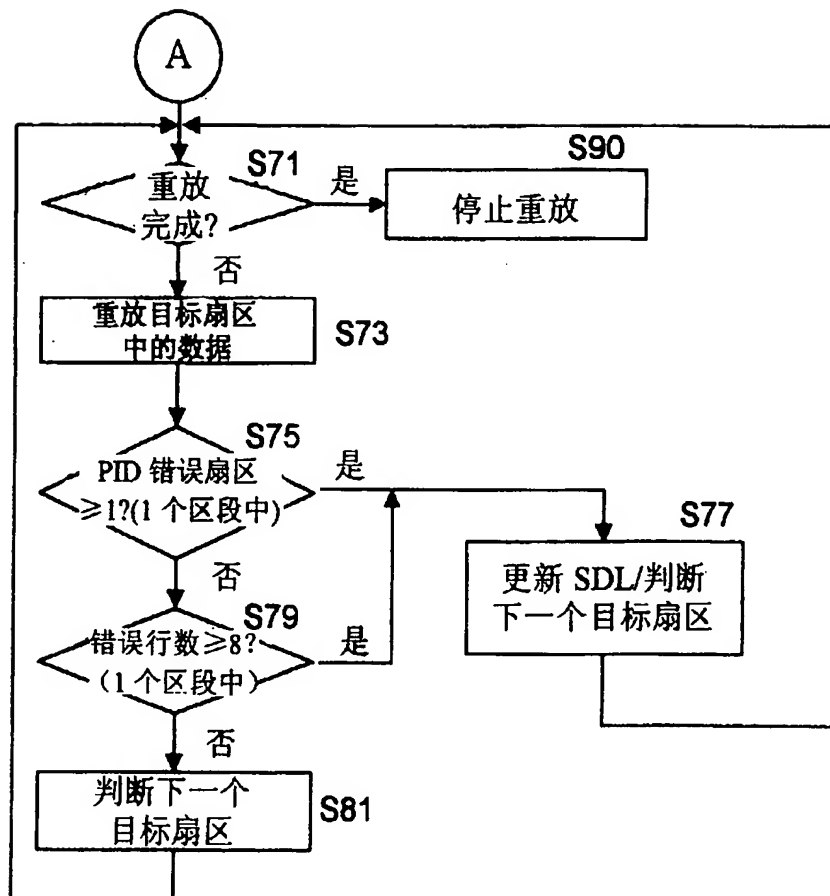 A
S71
重放
完成?
是
S90
停止重放
否
重放目标扇区
中的数据
S73
S75
PID 错误扇区
≥1?(1 个区段中)
是
S77
更新 SDL/判断
下一个目标扇区
否
S79
错误行数≥8?
(1 个区段中)
是
否
判断下一个
目标扇区
S81